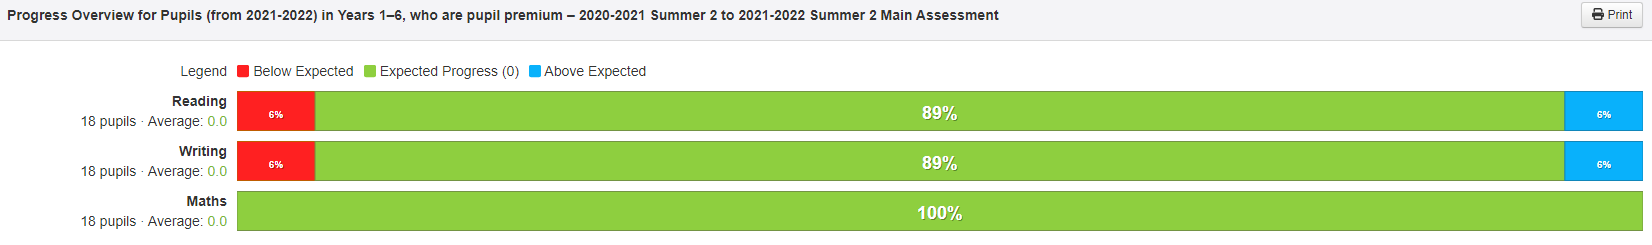 Progress Overview for Pupils (from 2021-2022) in Years 1–6, who are pupil premium – 2020-2021 Summer 2 to 2021-2022 Summer 2 Main Assessment
Print
Legend Below Expected Expected Progress (0) Above Expected
Reading
18 pupils · Average: 0.0
6% 89% 6%
Writing
18 pupils · Average: 0.0
6% 89% 6%
Maths
18 pupils · Average: 0.0
100%